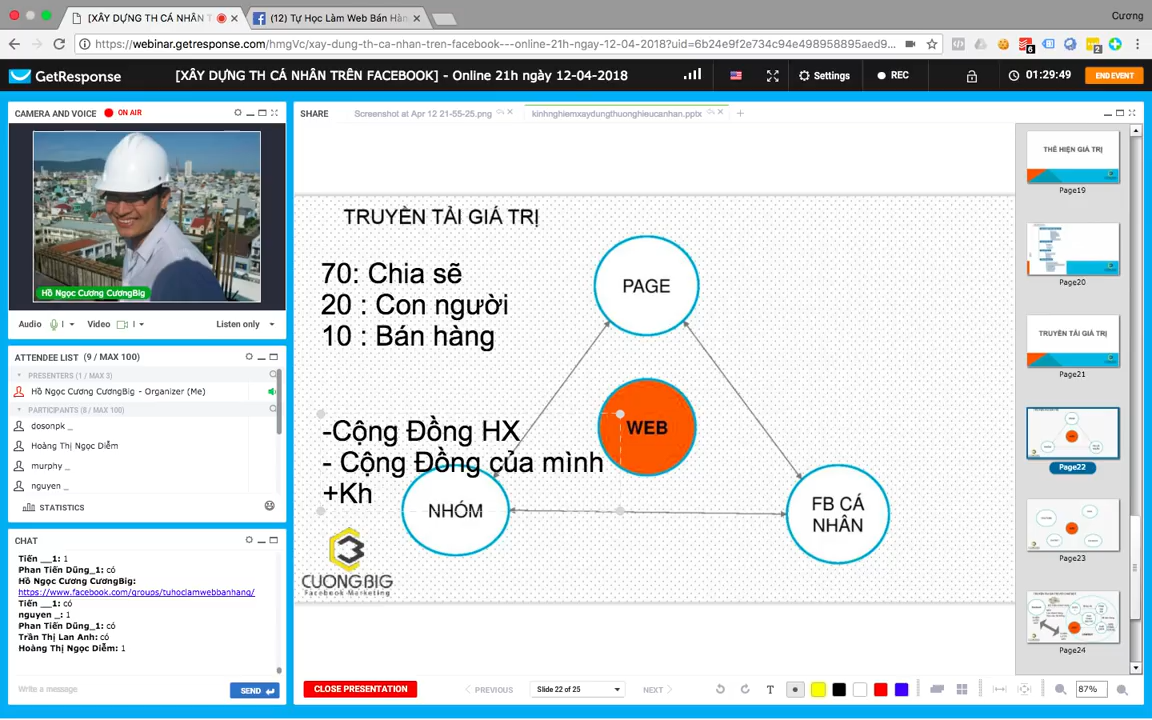 [XÂY DỰNG TH CÁ NHÂN T
(12) Tự Học Làm Web Bán Hàn
Cương
https://webinar.getresponse.com/hmgVc/xay-dung-th-ca-nhan-tren-facebook---online-21h-ngay-12-04-2018?uid=6b24e9f2e734c94e498958895aed9...
6
2
GetResponse
[XÂY DỰNG TH CÁ NHÂN TRÊN FACEBOOK] - Online 21h ngày 12-04-2018
Settings
REC
01:29:49
END EVENT
CAMERA AND VOICE
ON AIR
Hồ Ngọc Cương CươngBig
Audio
Video
Listen only
ATTENDEE LIST (9 / MAX 100)
PRESENTERS (1 / MAX 3)
Hồ Ngọc Cương CươngBig - Organizer (Me)
PARTICIPANTS (8 / MAX 100)
dosonpk _
Hoàng Thị Ngọc Diễm
murphy _
nguyen _
STATISTICS
CHAT
Tiến __1: 1
Phan Tiến Dũng_1: có
Hồ Ngọc Cương CươngBig:
https://www.facebook.com/groups/tuhoclamwebbanhang/
Tiến __1: có
nguyen _: 1
Phan Tiến Dũng_1: có
Trần Thị Lan Anh: có
Hoàng Thị Ngọc Diễm: 1
Write a message
SEND
SHARE
Screenshot at Apr 12 21-55-25.png
kinhnghiemxaydungthuonghieucanhan.pptx
TRUYỀN TẢI GIÁ TRỊ
70: Chia sẽ
20 : Con người
10 : Bán hàng
PAGE
WEB
-Cộng Đồng HX
- Cộng Đồng của mình
+Kh
NHÓM
FB CÁ
NHÂN
CUONGBIG
Facebook Marketing
THỂ HIỆN GIÁ TRỊ
Page19
Page20
TRUYỀN TẢI GIÁ TRỊ
Page21
Page22
Page23
Page24
CLOSE PRESENTATION
PREVIOUS
Slide 22 of 25
NEXT
T
87%